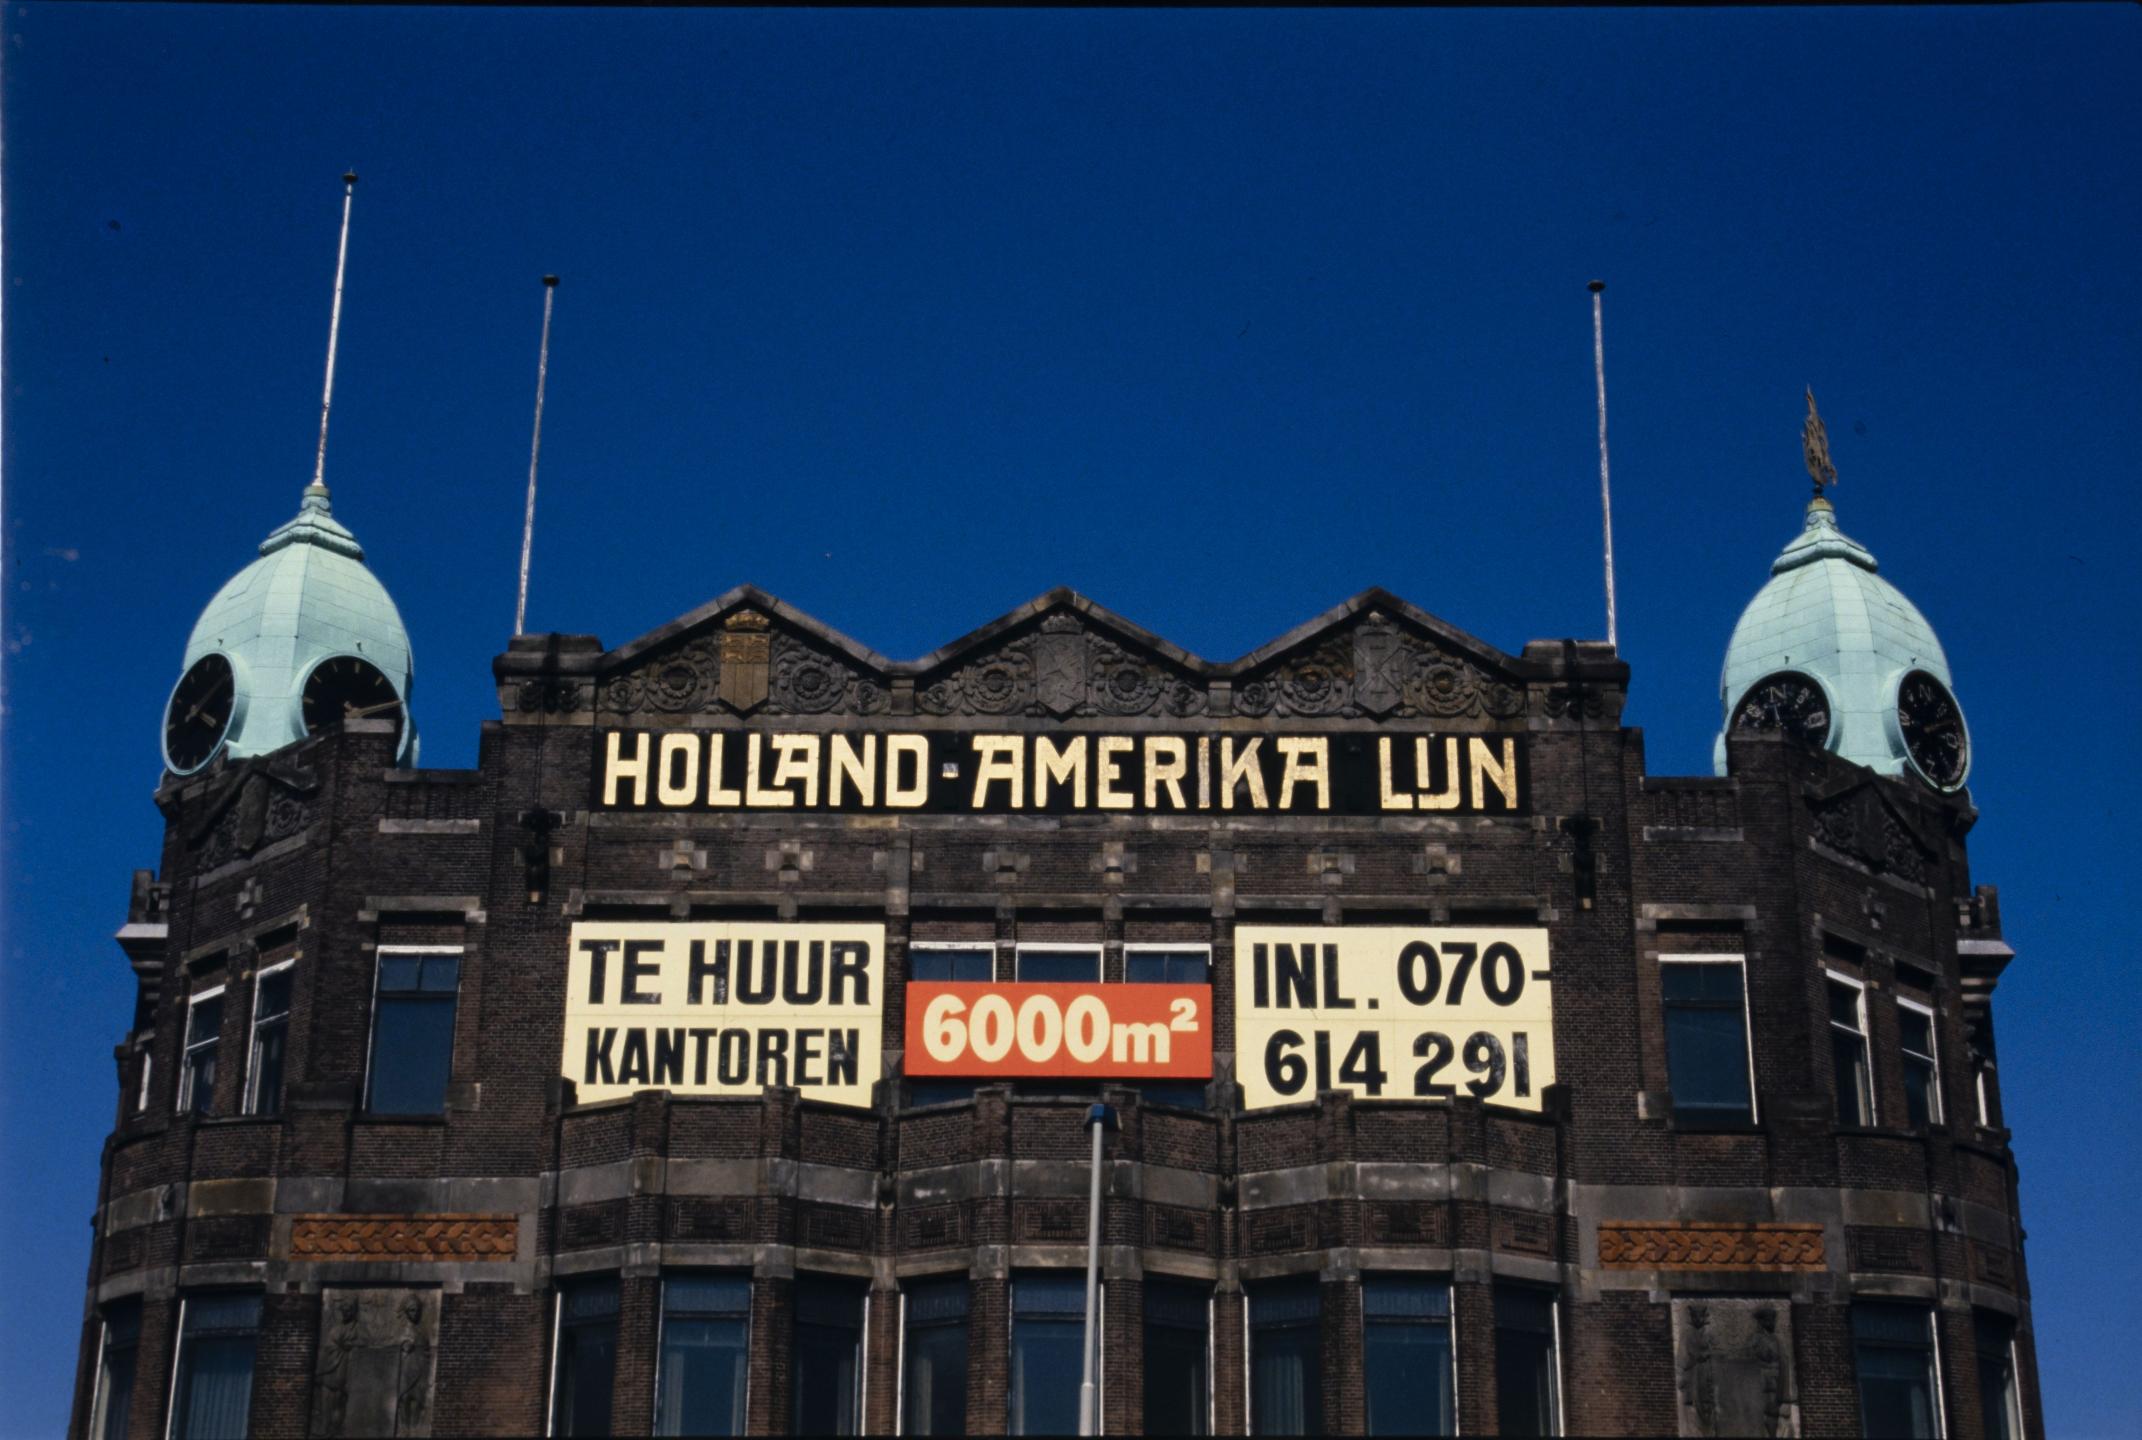 HOLLAND-AMERIKA LIJN
TE HUUR
KANTOREN
6000m²
INL. 070-
614 291